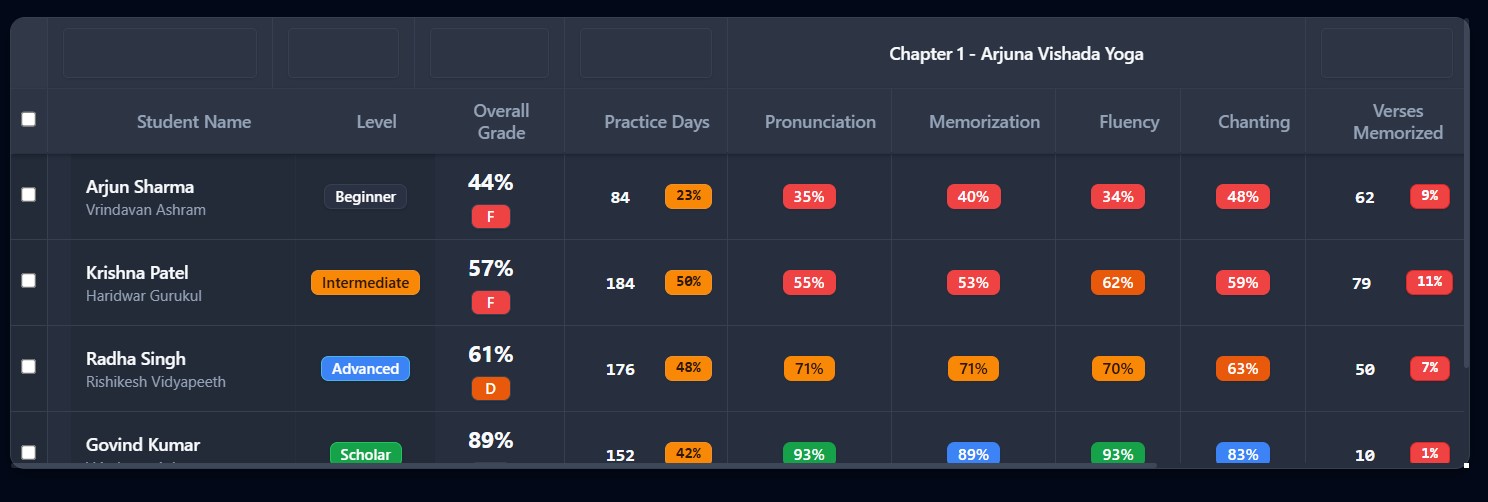 Chapter 1 - Arjuna Vishada Yoga
Student Name Level Overall Grade Practice Days Pronunciation Memorization Fluency Chanting Verses Memorized
Arjun Sharma
Vrindavan Ashram
Beginner
44%
F
84 23% 35% 40% 34% 48% 62 9%
Krishna Patel
Haridwar Gurukul
Intermediate
57%
F
184 50% 55% 53% 62% 59% 79 11%
Radha Singh
Rishikesh Vidyapeeth
Advanced
61%
D
176 48% 71% 71% 70% 63% 50 7%
Govind Kumar
Scholar
89%
152 42% 93% 89% 93% 83% 10 1%